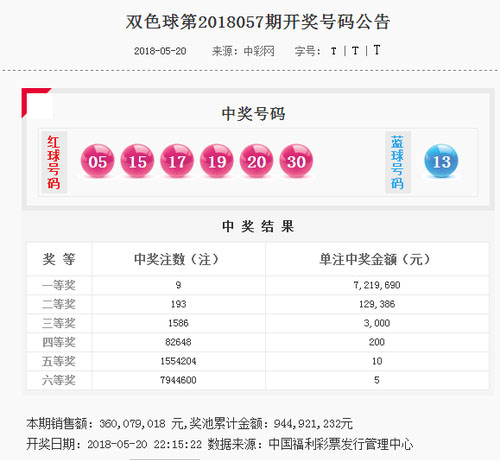 双色球第2018057期开奖号码公告
2018-05-20 来源：中彩网 字号： T | T | T
中奖号码
红球号码 05 15 17 19 20 30 蓝球号码 13
中 奖 结 果
奖 等 中奖注数（注） 单注中奖金额（元）
一等奖 9 7,219,690
二等奖 193 129,386
三等奖 1586 3,000
四等奖 82648 200
五等奖 1554204 10
六等奖 7944600 5
本期销售额：360,079,018 元,奖池累计金额：944,921,232元
开奖日期：2018-05-20 22:15:22 数据来源：中国福利彩票发行管理中心